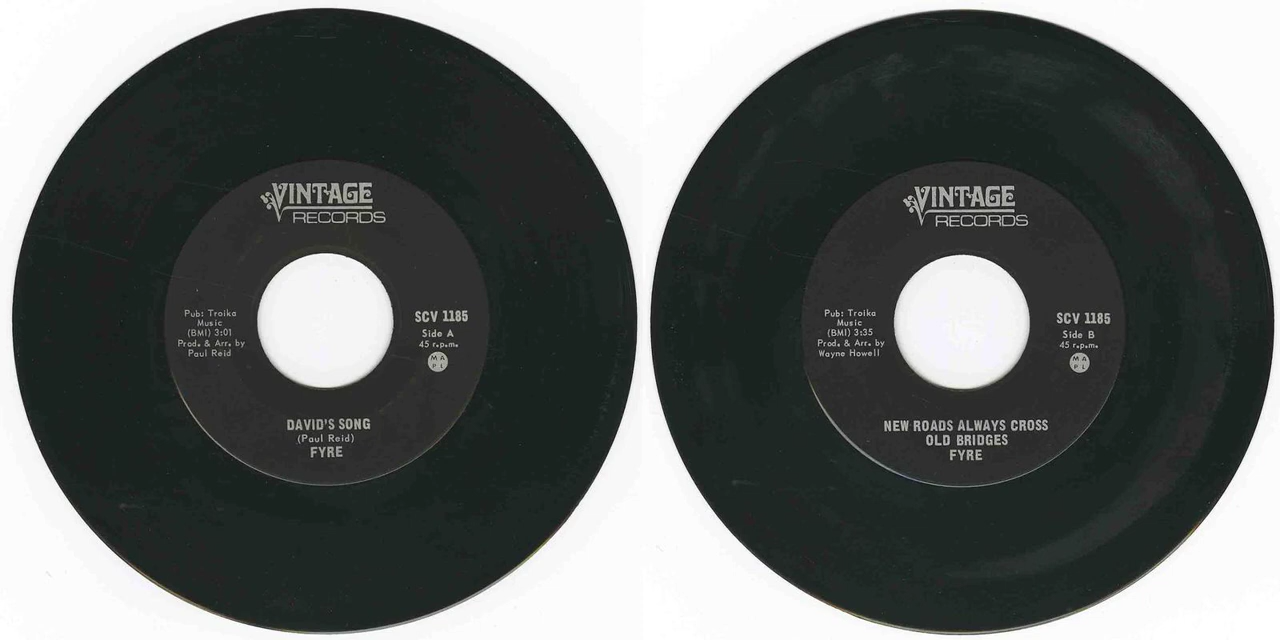 VINTAGE
RECORDS
Pub: Troika
Music
(BMI) 3:01
Prod. & Arr. by
Paul Reid
SCV 1185
Side A
45 r.p.m.
M A
P L
DAVID'S SONG
(Paul Reid)
FYRE
VINTAGE
RECORDS
Pub: Troika
Music
(BMI) 3:35
Prod. & Arr. by
Wayne Howell
SCV 1185
Side B
45 r.p.m.
M A
P L
NEW ROADS ALWAYS CROSS
OLD BRIDGES
FYRE